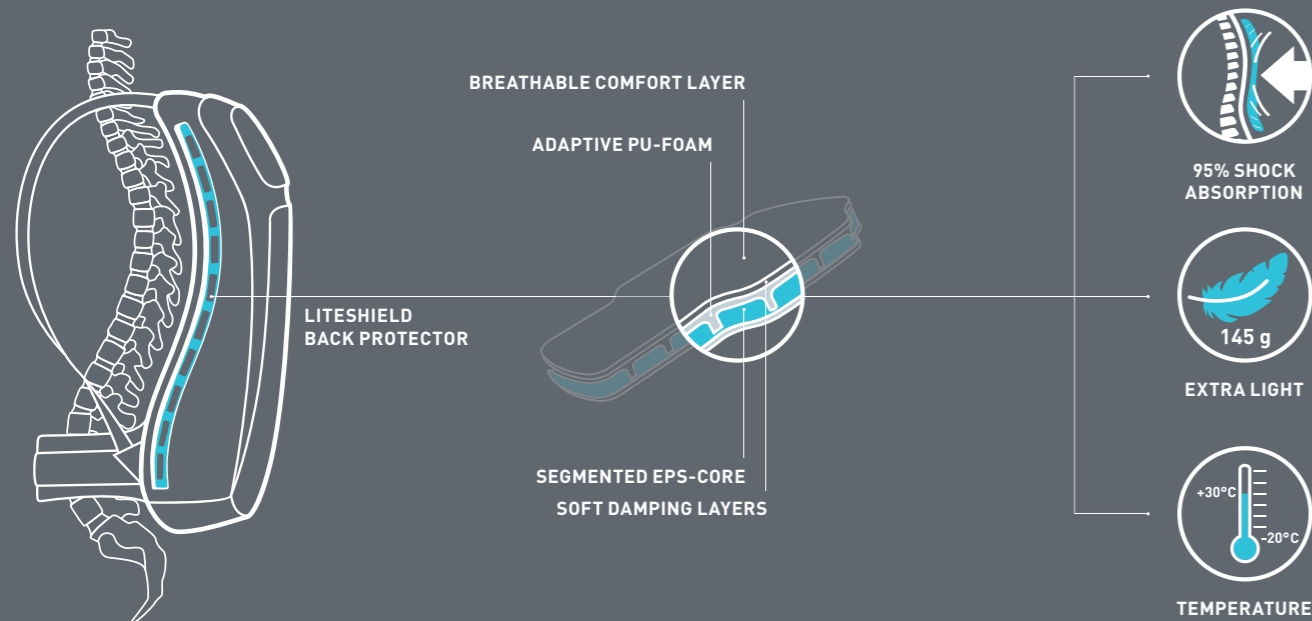 BREATHABLE COMFORT LAYER
ADAPTIVE PU-FOAM
LITESHIELD
BACK PROTECTOR
SEGMENTED EPS-CORE
SOFT DAMPING LAYERS
95% SHOCK
ABSORPTION
145 g
EXTRA LIGHT
+30°C
-20°C
TEMPERATURE